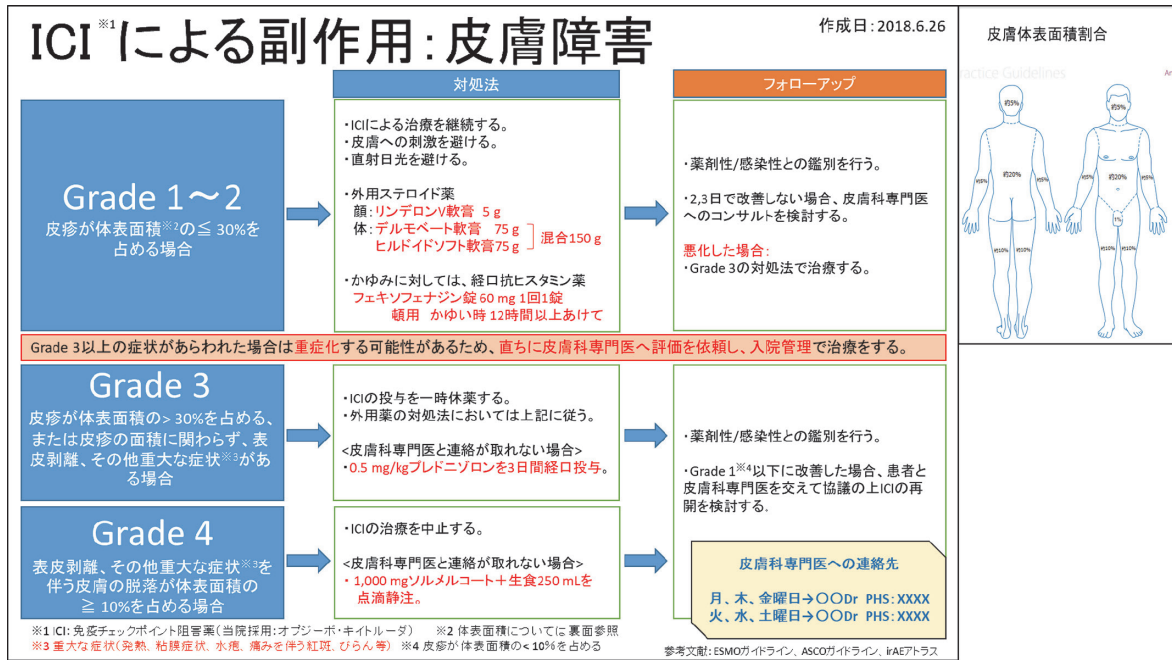 ICI※1による副作用：皮膚障害
作成日：2018.6.26
対処法
フォローアップ
Grade 1～2
皮疹が体表面積※2の≦ 30%を
占める場合
・ICIによる治療を継続する。
・皮膚への刺激を避ける。
・直射日光を避ける。
・外用ステロイド薬
顔：リンデロンV軟膏 5 g
体：デルモベート軟膏 75 g
ヒルドイドソフト軟膏75 g
混合150 g
・かゆみに対しては、経口抗ヒスタミン薬
フェキソフェナジン錠 60 mg 1回1錠
頓用 かゆい時 12時間以上あけて
・薬剤性/感染性との鑑別を行う。
・2,3日で改善しない場合、皮膚科専門医
へのコンサルトを検討する。
悪化した場合：
・Grade 3の対処法で治療する。
Grade 3以上の症状があらわれた場合は重症化する可能性があるため、直ちに皮膚科専門医へ評価を依頼し、入院管理で治療をする。
Grade 3
皮疹が体表面積の> 30%を占める、
または皮疹の面積に関わらず、表
皮剥離、その他重大な症状※3があ
る場合
・ICIの投与を一時休薬する。
・外用薬の対処法においては上記に従う。
<皮膚科専門医と連絡が取れない場合>
・0.5 mg/kgプレドニゾロンを3日間経口投与。
・薬剤性/感染性との鑑別を行う。
・Grade 1※4以下に改善した場合、患者と
皮膚科専門医を交えて協議の上ICIの再
開を検討する.
Grade 4
表皮剥離、その他重大な症状※3を
伴う皮膚の脱落が体表面積の
≧ 10%を占める場合
・ICIの治療を中止する。
<皮膚科専門医と連絡が取れない場合>
・1,000 mgソルメルコート＋生食250 mLを
点滴静注。
皮膚科専門医への連絡先
月、木、金曜日→〇〇Dr PHS：XXXX
火、水、土曜日→〇〇Dr PHS：XXXX
※1 ICI：免疫チェックポイント阻害薬（当院採用：オプジーボ・キイトルーダ） ※2 体表面積については裏面参照
※3 重大な症状（発熱、粘膜症状、水疱、痛みを伴う紅斑、びらん等） ※4 皮疹が体表面積の< 10%を占める
参考文献：ESMOガイドライン、ASCOガイドライン、irAEアトラス
皮膚体表面積割合
ractice Guidelines
Ar
約5%
約5%
約5%
約20%
約5%
約5%
約20%
約5%
1%
約10%
約10%
約10%
約10%